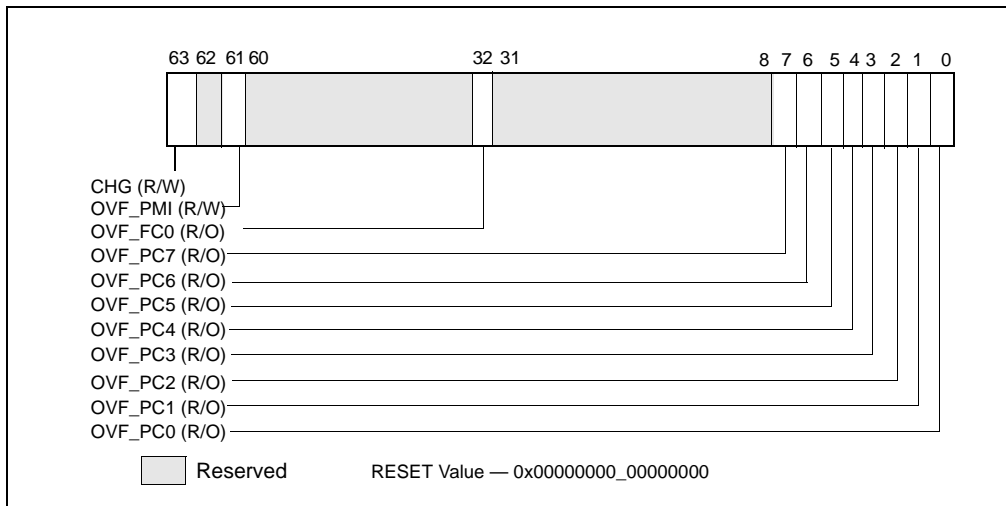 63 62 61 60 32 31 8 7 6 5 4 3 2 1 0
CHG (R/W)
OVF_PMI (R/W)
OVF_FC0 (R/O)
OVF_PC7 (R/O)
OVF_PC6 (R/O)
OVF_PC5 (R/O)
OVF_PC4 (R/O)
OVF_PC3 (R/O)
OVF_PC2 (R/O)
OVF_PC1 (R/O)
OVF_PC0 (R/O)
Reserved RESET Value — 0x00000000_00000000